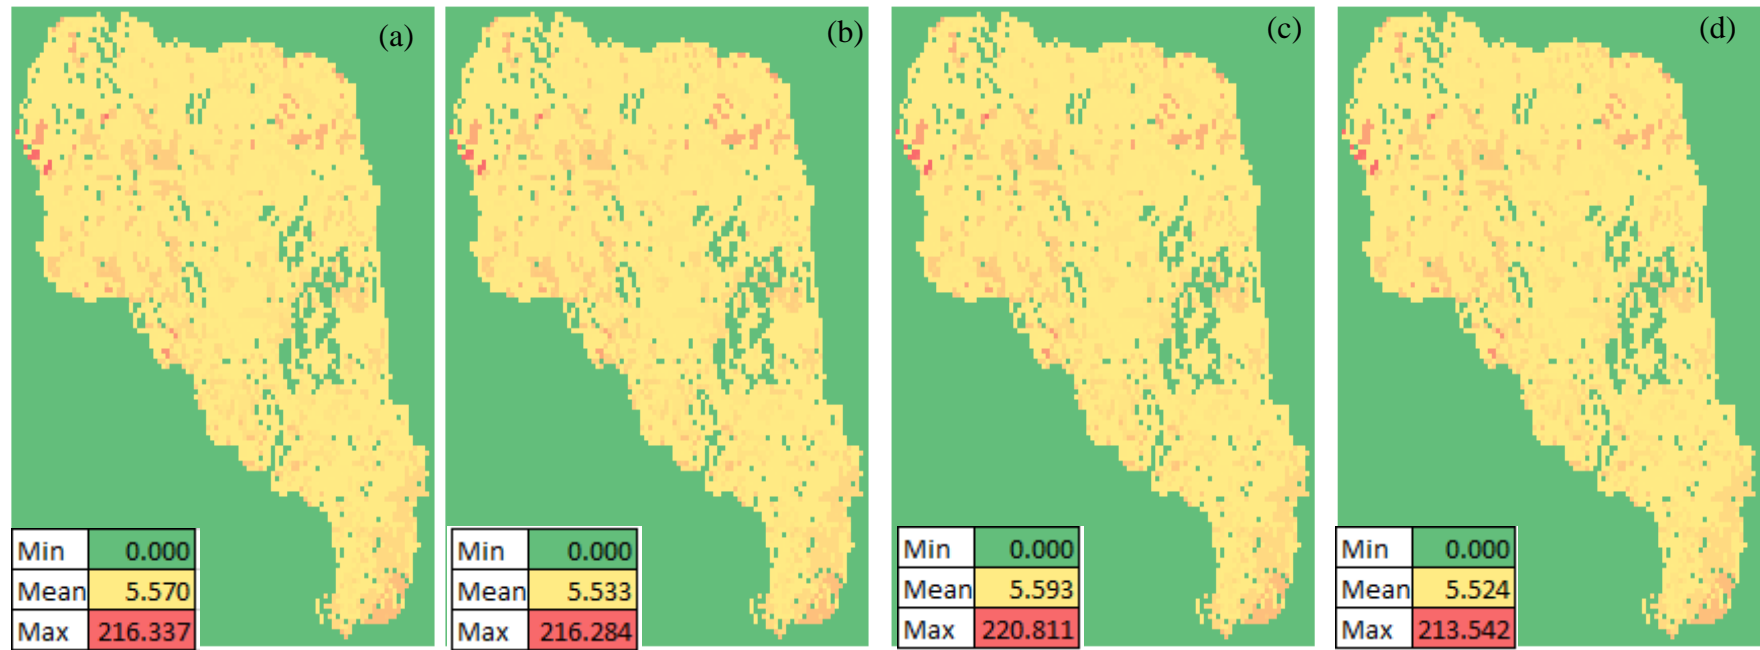 (a)
Min 0.000
Mean 5.570
Max 216.337
(b)
Min 0.000
Mean 5.533
Max 216.284
(c)
Min 0.000
Mean 5.593
Max 220.811
(d)
Min 0.000
Mean 5.524
Max 213.542